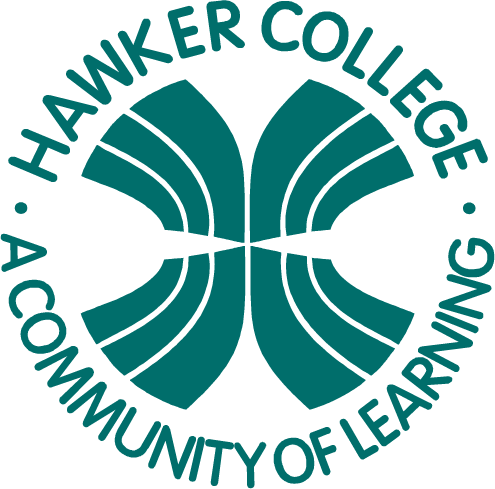 HAWKER COLLEGE
· A COMMUNITY OF LEARNING ·